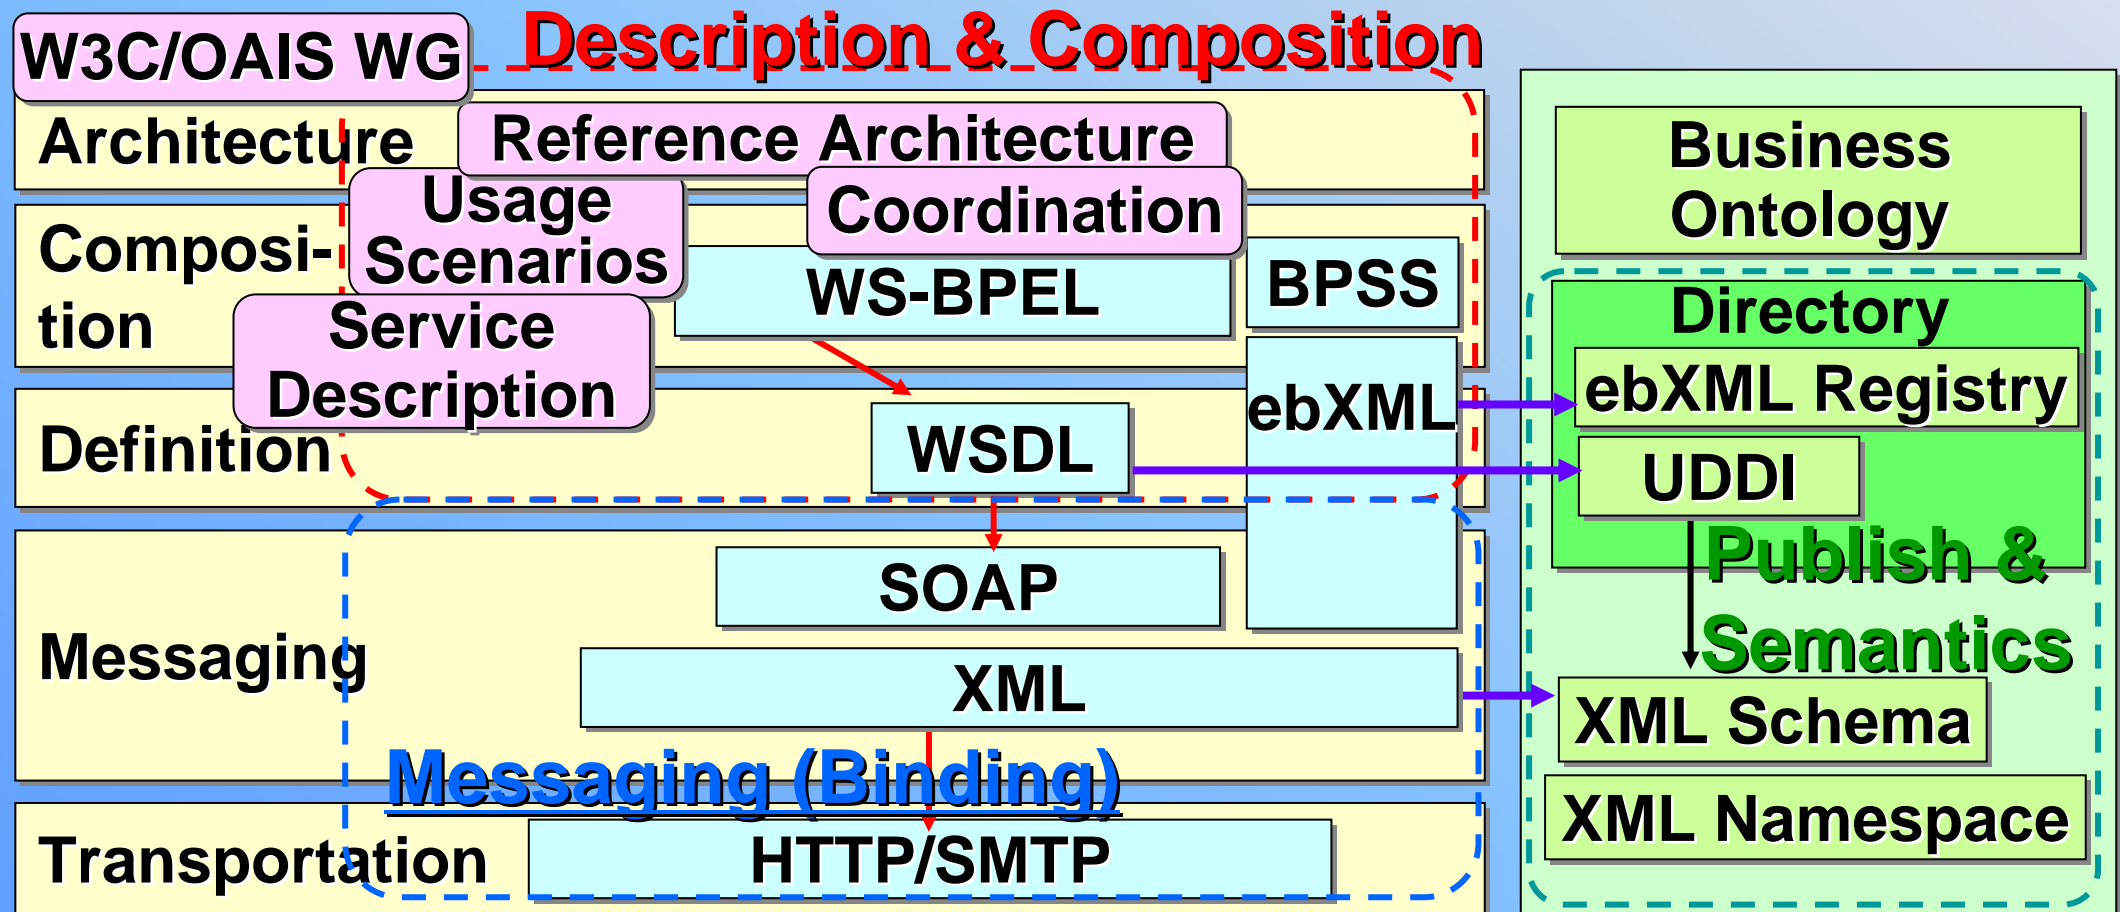 W3C/OAIS WG
Description & Composition
Architecture
Reference Architecture
Usage
Scenarios
Coordination
Composi-
tion
WS-BPEL
BPSS
Service
Description
Definition
WSDL
ebXML
Messaging
SOAP
XML
Messaging (Binding)
Transportation
HTTP/SMTP
Business
Ontology
Directory
ebXML Registry
UDDI
Publish &
Semantics
XML Schema
XML Namespace